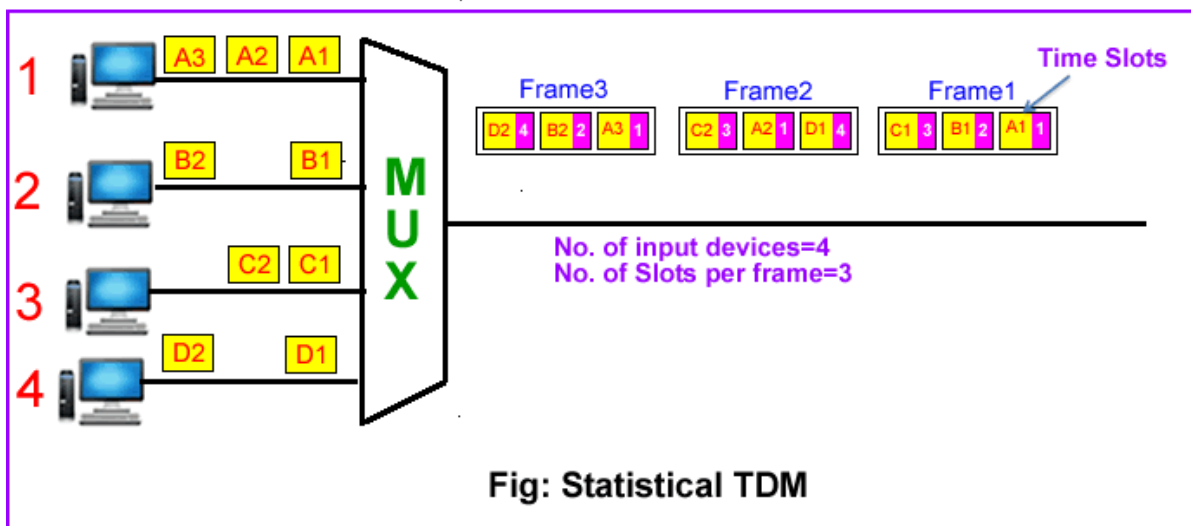 1 A3 A2 A1
Time Slots
Frame3 Frame2 Frame1
D2 4 B2 2 A3 1 C2 3 A2 1 D1 4 C1 3 B1 2 A1 1
2 B2 B1
MUX
No. of input devices=4
No. of Slots per frame=3
3 C2 C1
4 D2 D1
Fig: Statistical TDM